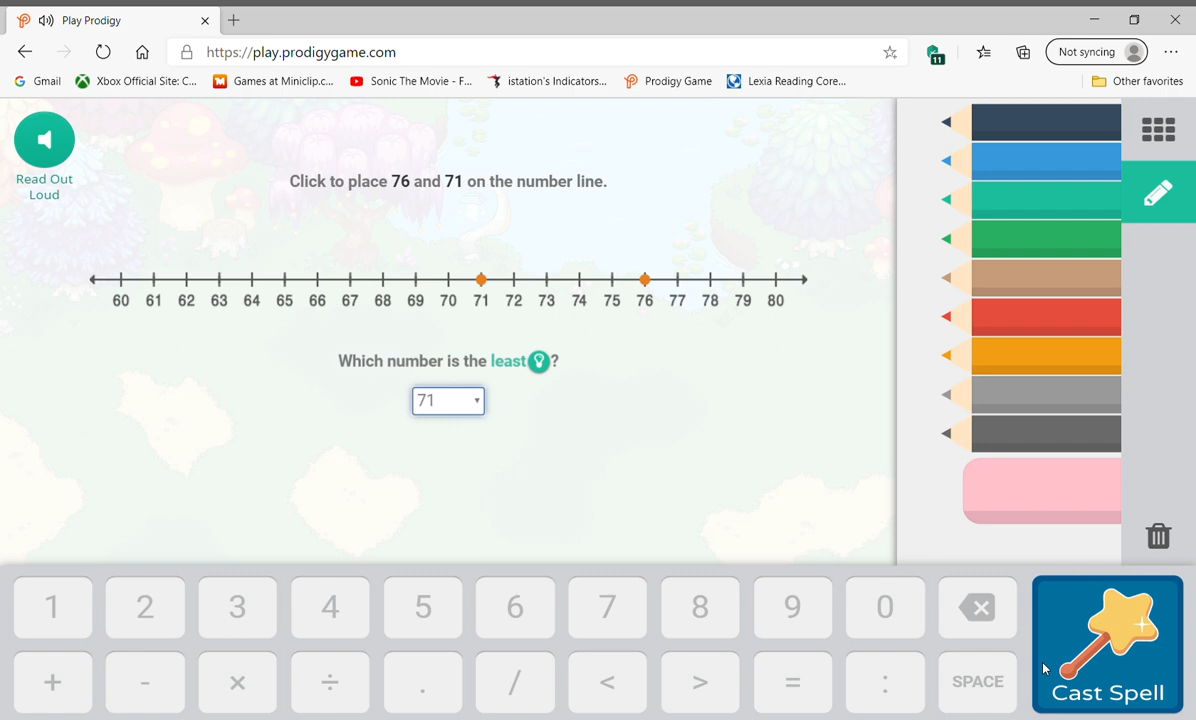 Play Prodigy
https://play.prodigygame.com
11
Not syncing
Gmail
Xbox Official Site: C...
Games at Miniclip.c...
Sonic The Movie - F...
istation's Indicators...
Prodigy Game
Lexia Reading Core...
Other favorites
Read Out
Loud
Click to place 76 and 71 on the number line.
60 61 62 63 64 65 66 67 68 69 70 71 72 73 74 75 76 77 78 79 80
Which number is the least ?
71
1 2 3 4 5 6 7 8 9 0
+ - × ÷ . / < > = : SPACE
Cast Spell